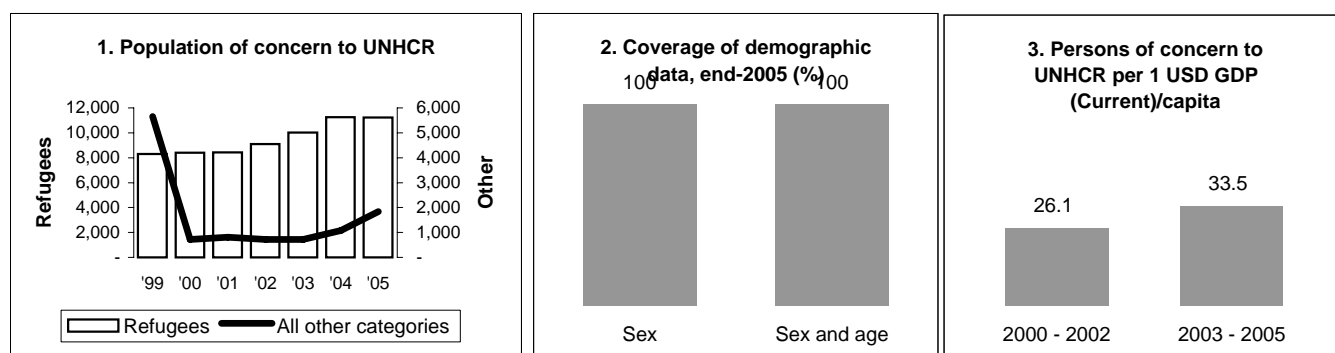 1. Population of concern to UNHCR
12,000
10,000
8,000
6,000
4,000
2,000
-
Refugees
6,000
5,000
4,000
3,000
2,000
1,000
-
Other
'99 '00 '01 '02 '03 '04 '05
Refugees All other categories
2. Coverage of demographic
data, end-2005 (%)
100 100
Sex Sex and age
3. Persons of concern to
UNHCR per 1 USD GDP
(Current)/capita
26.1
33.5
2000 - 2002 2003 - 2005